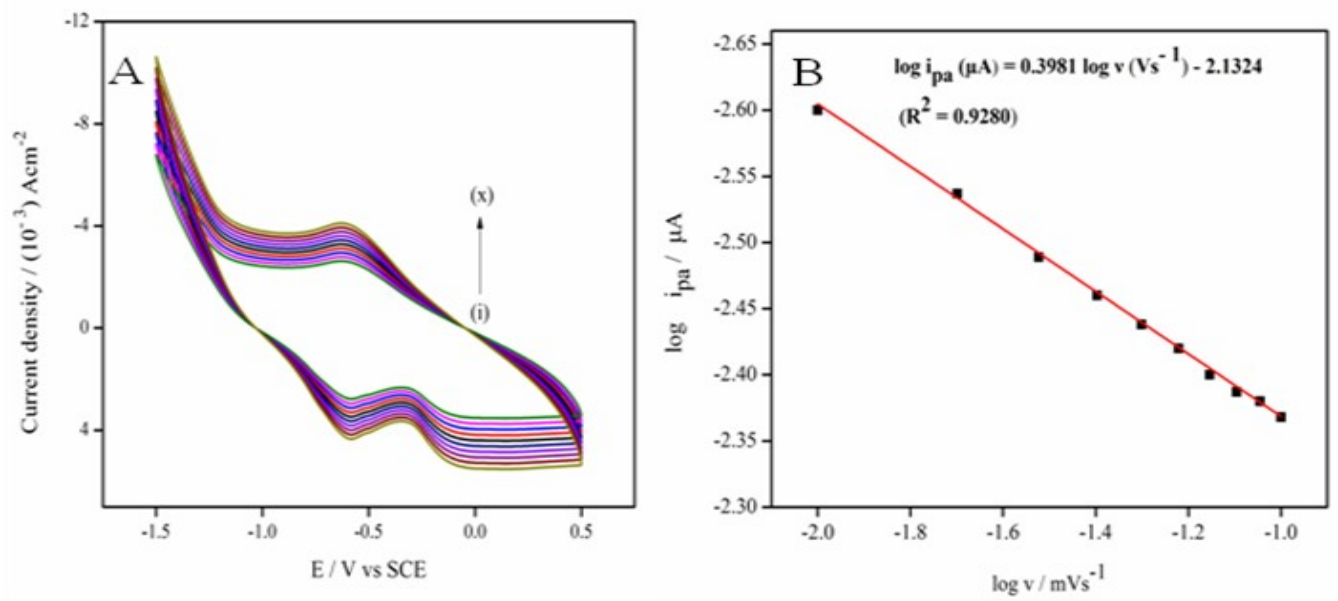 A
-12
-8
-4
0
4
Current density / (10⁻³) Acm⁻²
(x)
(i)
-1.5 -1.0 -0.5 0.0 0.5
E / V vs SCE
B
log i_pa (µA) = 0.3981 log v (Vs⁻¹) - 2.1324
(R² = 0.9280)
-2.65
-2.60
-2.55
-2.50
-2.45
-2.40
-2.35
-2.30
log i_pa / µA
-2.0 -1.8 -1.6 -1.4 -1.2 -1.0
log v / mVs⁻¹